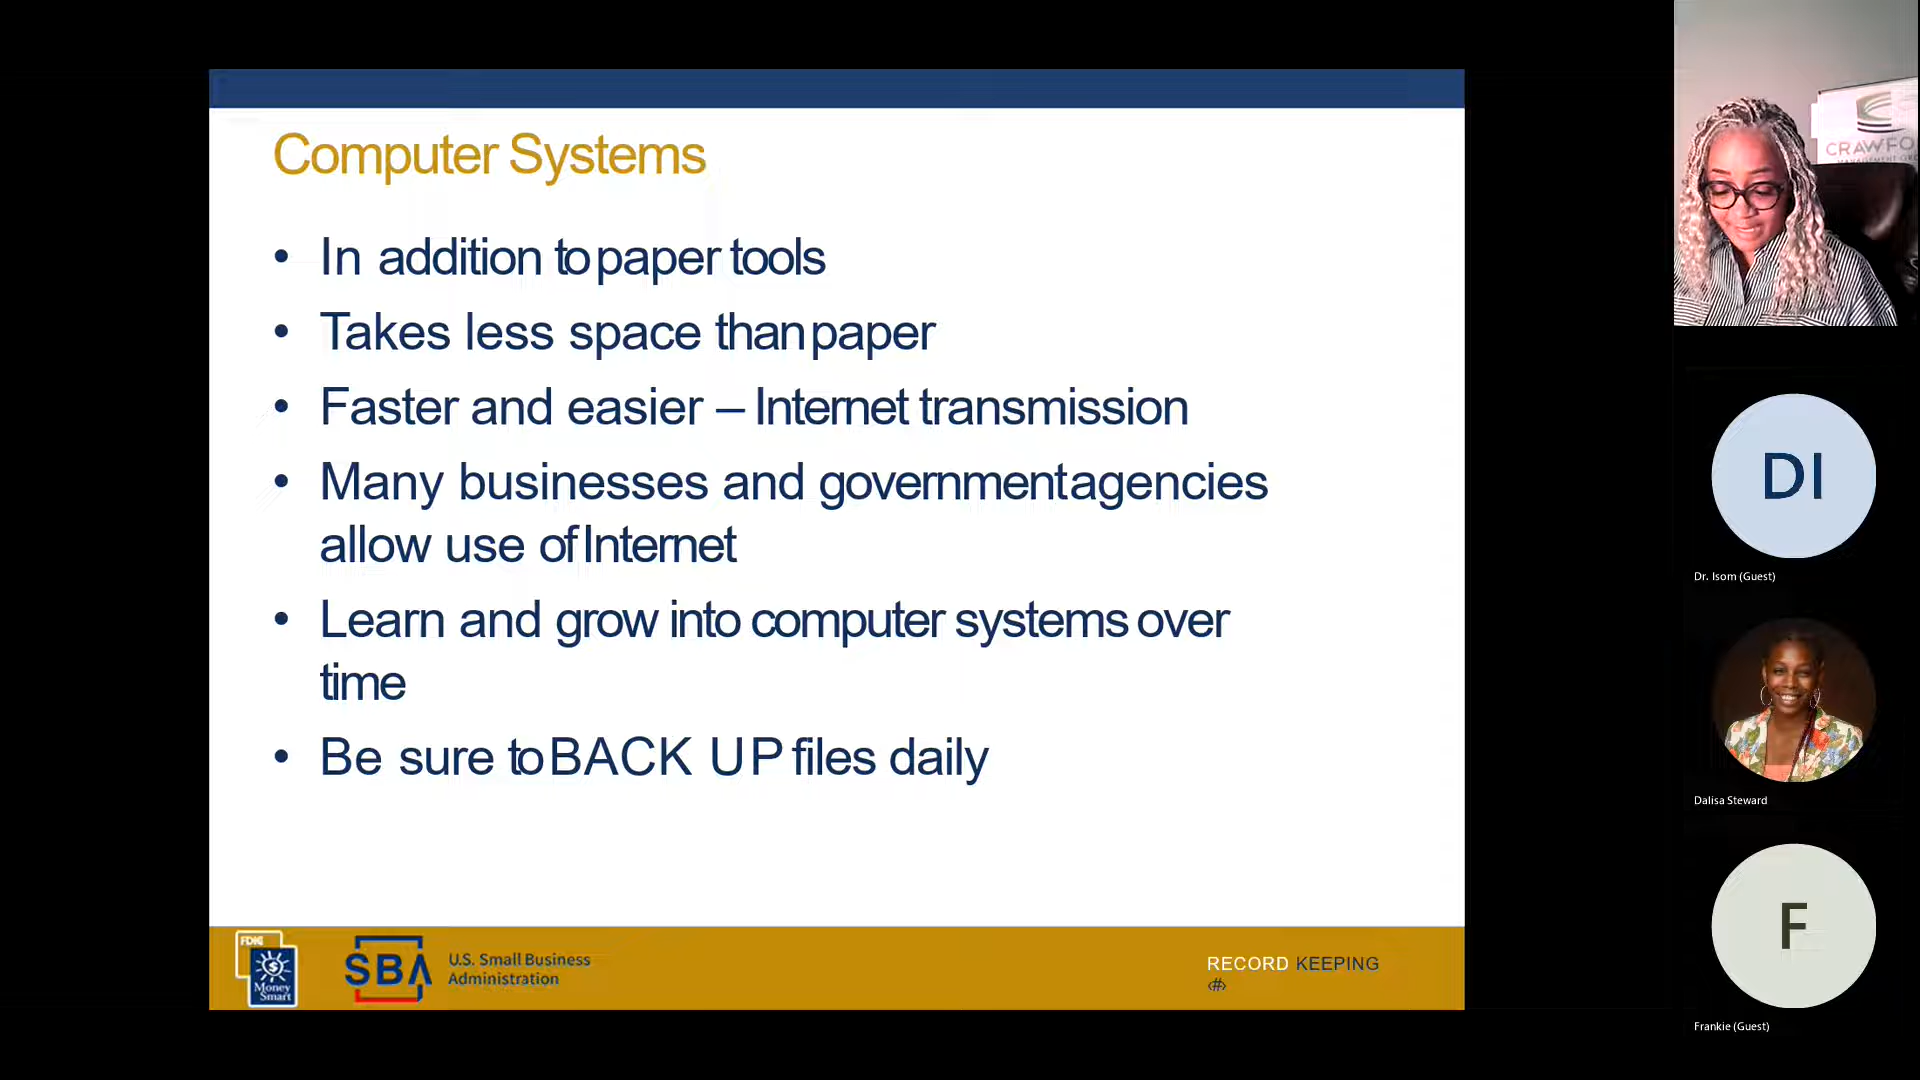 Computer Systems
• In addition to paper tools
• Takes less space than paper
• Faster and easier – Internet transmission
• Many businesses and government agencies
allow use of Internet
• Learn and grow into computer systems over
time
• Be sure to BACK UP files daily
FDIC
Money
Smart
SBA
U.S. Small Business
Administration
RECORD KEEPING
‹#›
CRAWFO
MANAGEMENT GRO
DI
Dr. Isom (Guest)
Dalisa Steward
F
Frankie (Guest)